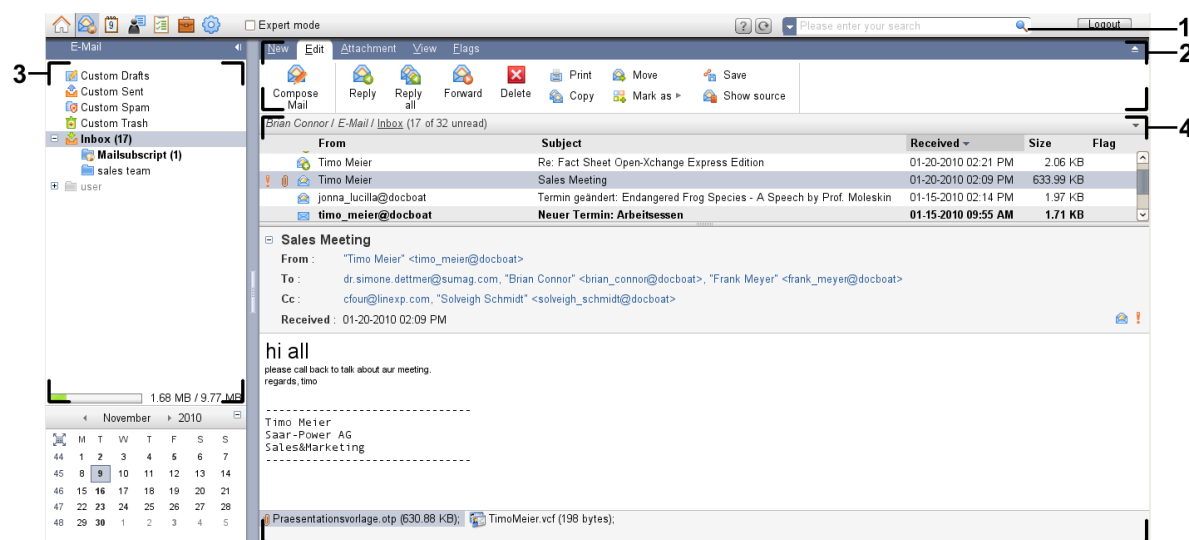 9 Expert mode ? Please enter your search Logout 1
E-Mail New Edit Attachment View Flags 2
3
Custom Drafts
Custom Sent
Custom Spam
Custom Trash
Inbox (17)
Mailsubscript (1)
sales team
user
1.68 MB / 9.77 MB
November 2010
M T W T F S S
44 1 2 3 4 5 6 7
45 8 9 10 11 12 13 14
46 15 16 17 18 19 20 21
47 22 23 24 25 26 27 28
48 29 30 1 2 3 4 5
Compose Mail Reply Reply all Forward Delete
Print Move Save
Copy Mark as Show source
Brian Connor / E-Mail / Inbox (17 of 32 unread) 4
From Subject Received Size Flag
Timo Meier Re: Fact Sheet Open-Xchange Express Edition 01-20-2010 02:21 PM 2.06 KB
! Timo Meier Sales Meeting 01-20-2010 02:09 PM 633.99 KB
jonna_lucilla@docboat Termin geändert: Endangered Frog Species - A Speech by Prof. Moleskin 01-15-2010 02:14 PM 1.97 KB
timo_meier@docboat Neuer Termin: Arbeitsessen 01-15-2010 09:55 AM 1.71 KB
Sales Meeting
From : "Timo Meier" <timo_meier@docboat>
To : dr.simone.dettmer@sumag.com, "Brian Connor" <brian_connor@docboat>, "Frank Meyer" <frank_meyer@docboat>
Cc : cfour@linexp.com, "Solveigh Schmidt" <solveigh_schmidt@docboat>
Received : 01-20-2010 02:09 PM !
hi all
please call back to talk about aur meeting.
regards, timo
------------------------------
Timo Meier
Saar-Power AG
Sales&Marketing
------------------------------
Praesentationsvorlage.otp (630.88 KB); TimoMeier.vcf (198 bytes);